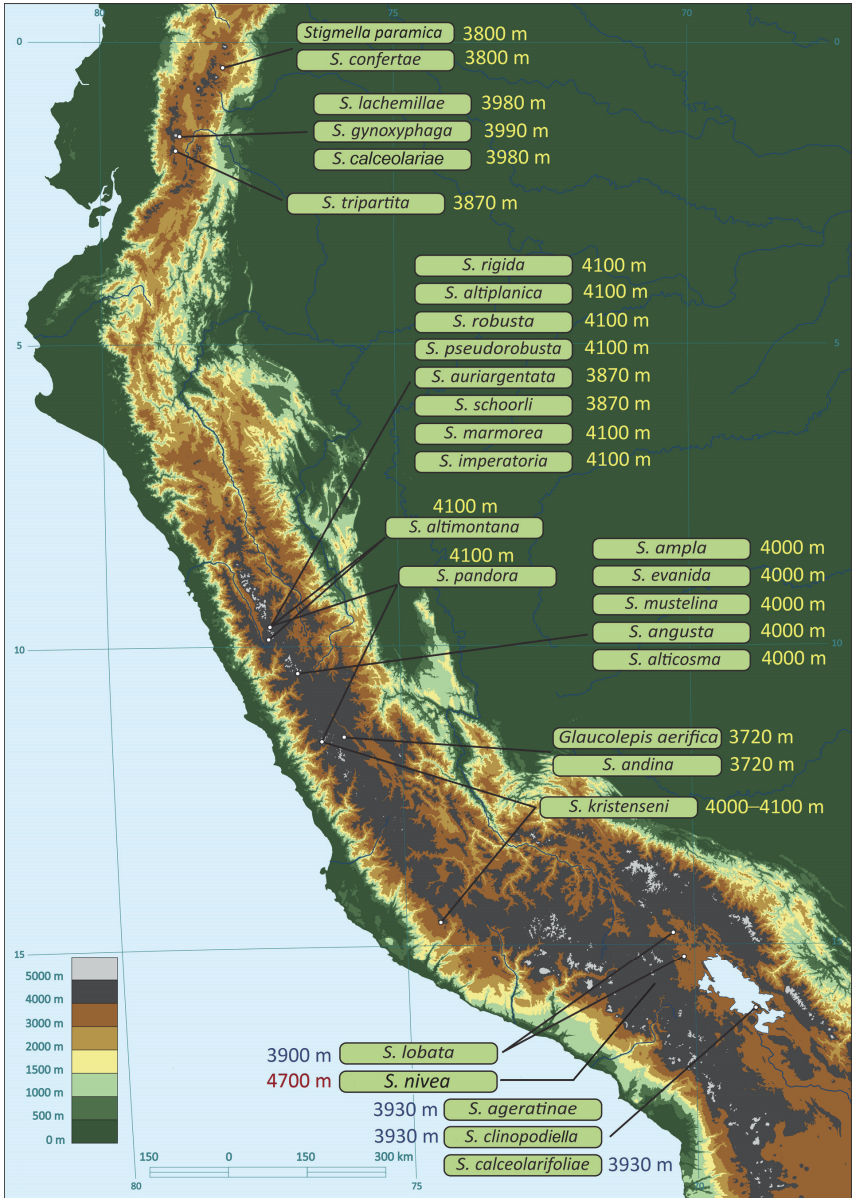 80
75
70
0
0
Stigmella paramica 3800 m
S. confertae 3800 m
S. lachemillae 3980 m
S. gynoxyphaga 3990 m
S. calceolariae 3980 m
S. tripartita 3870 m
S. rigida 4100 m
S. altiplanica 4100 m
S. robusta 4100 m
5
5
S. pseudorobusta 4100 m
S. auriargentata 3870 m
S. schoorli 3870 m
S. marmorea 4100 m
S. imperatoria 4100 m
4100 m
S. altimontana
4100 m
S. pandora
S. ampla 4000 m
S. evanida 4000 m
S. mustelina 4000 m
S. angusta 4000 m
10
10
S. alticosma 4000 m
Glaucolepis aerifica 3720 m
S. andina 3720 m
S. kristenseni 4000–4100 m
15
5000 m
4000 m
3000 m
2000 m
1500 m
1000 m
500 m
0 m
3900 m S. lobata
4700 m S. nivea
3930 m S. ageratinae
3930 m S. clinopodiella
S. calceolarifoliae 3930 m
150
0
150
300 km
80
75
70